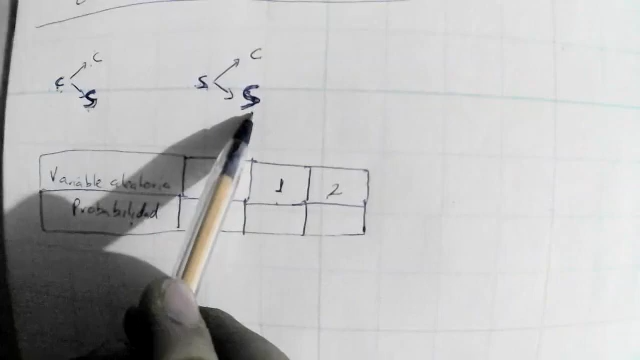 c c
c s
s s
Variable aleatoria 1 2
Probabilidad